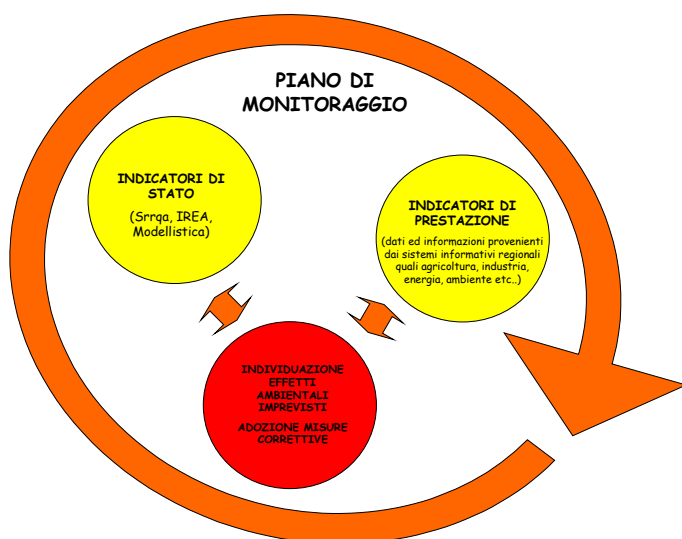 PIANO DI
MONITORAGGIO
INDICATORI DI
STATO
(Srrqa, IREA,
Modellistica)
INDICATORI DI
PRESTAZIONE
(dati ed informazioni provenienti
dai sistemi informativi regionali
quali agricoltura, industria,
energia, ambiente etc..)
INDIVIDUAZIONE
EFFETTI
AMBIENTALI
IMPREVISTI
ADOZIONE MISURE
CORRETTIVE